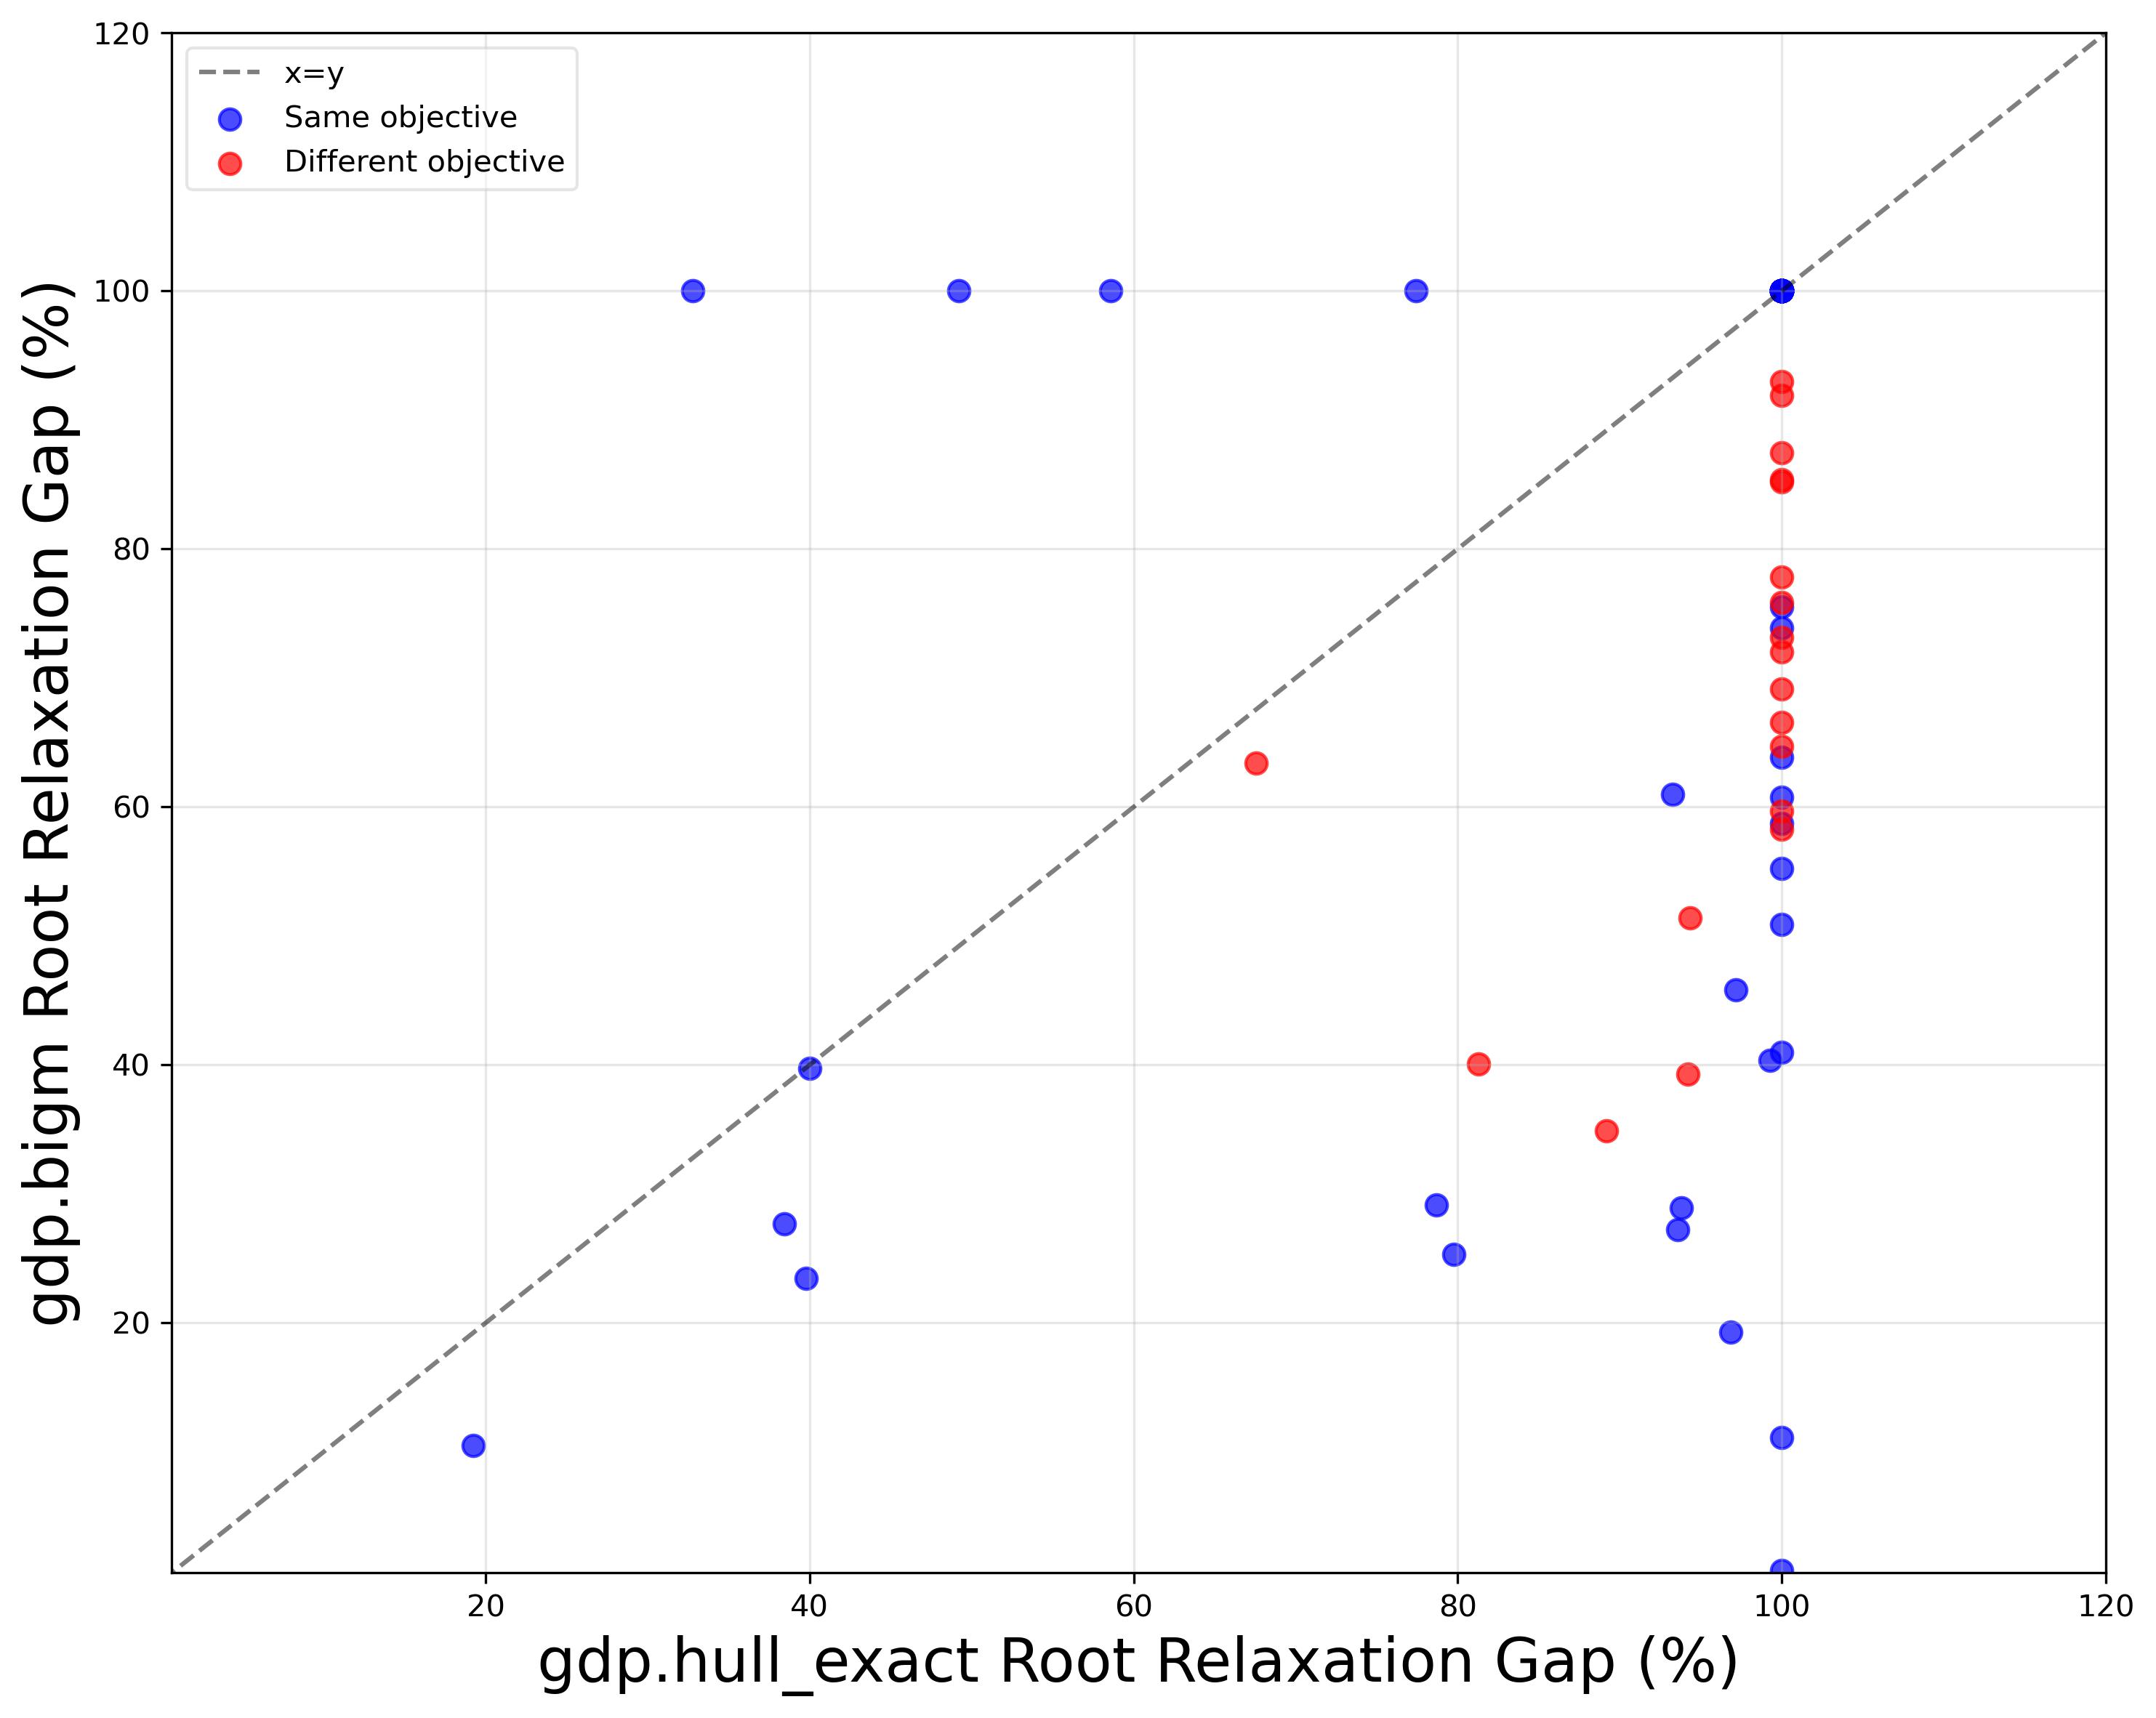 120
100
80
60
40
20
gdp.bigm Root Relaxation Gap (%)
x=y
Same objective
Different objective
20
40
60
80
100
120
gdp.hull_exact Root Relaxation Gap (%)